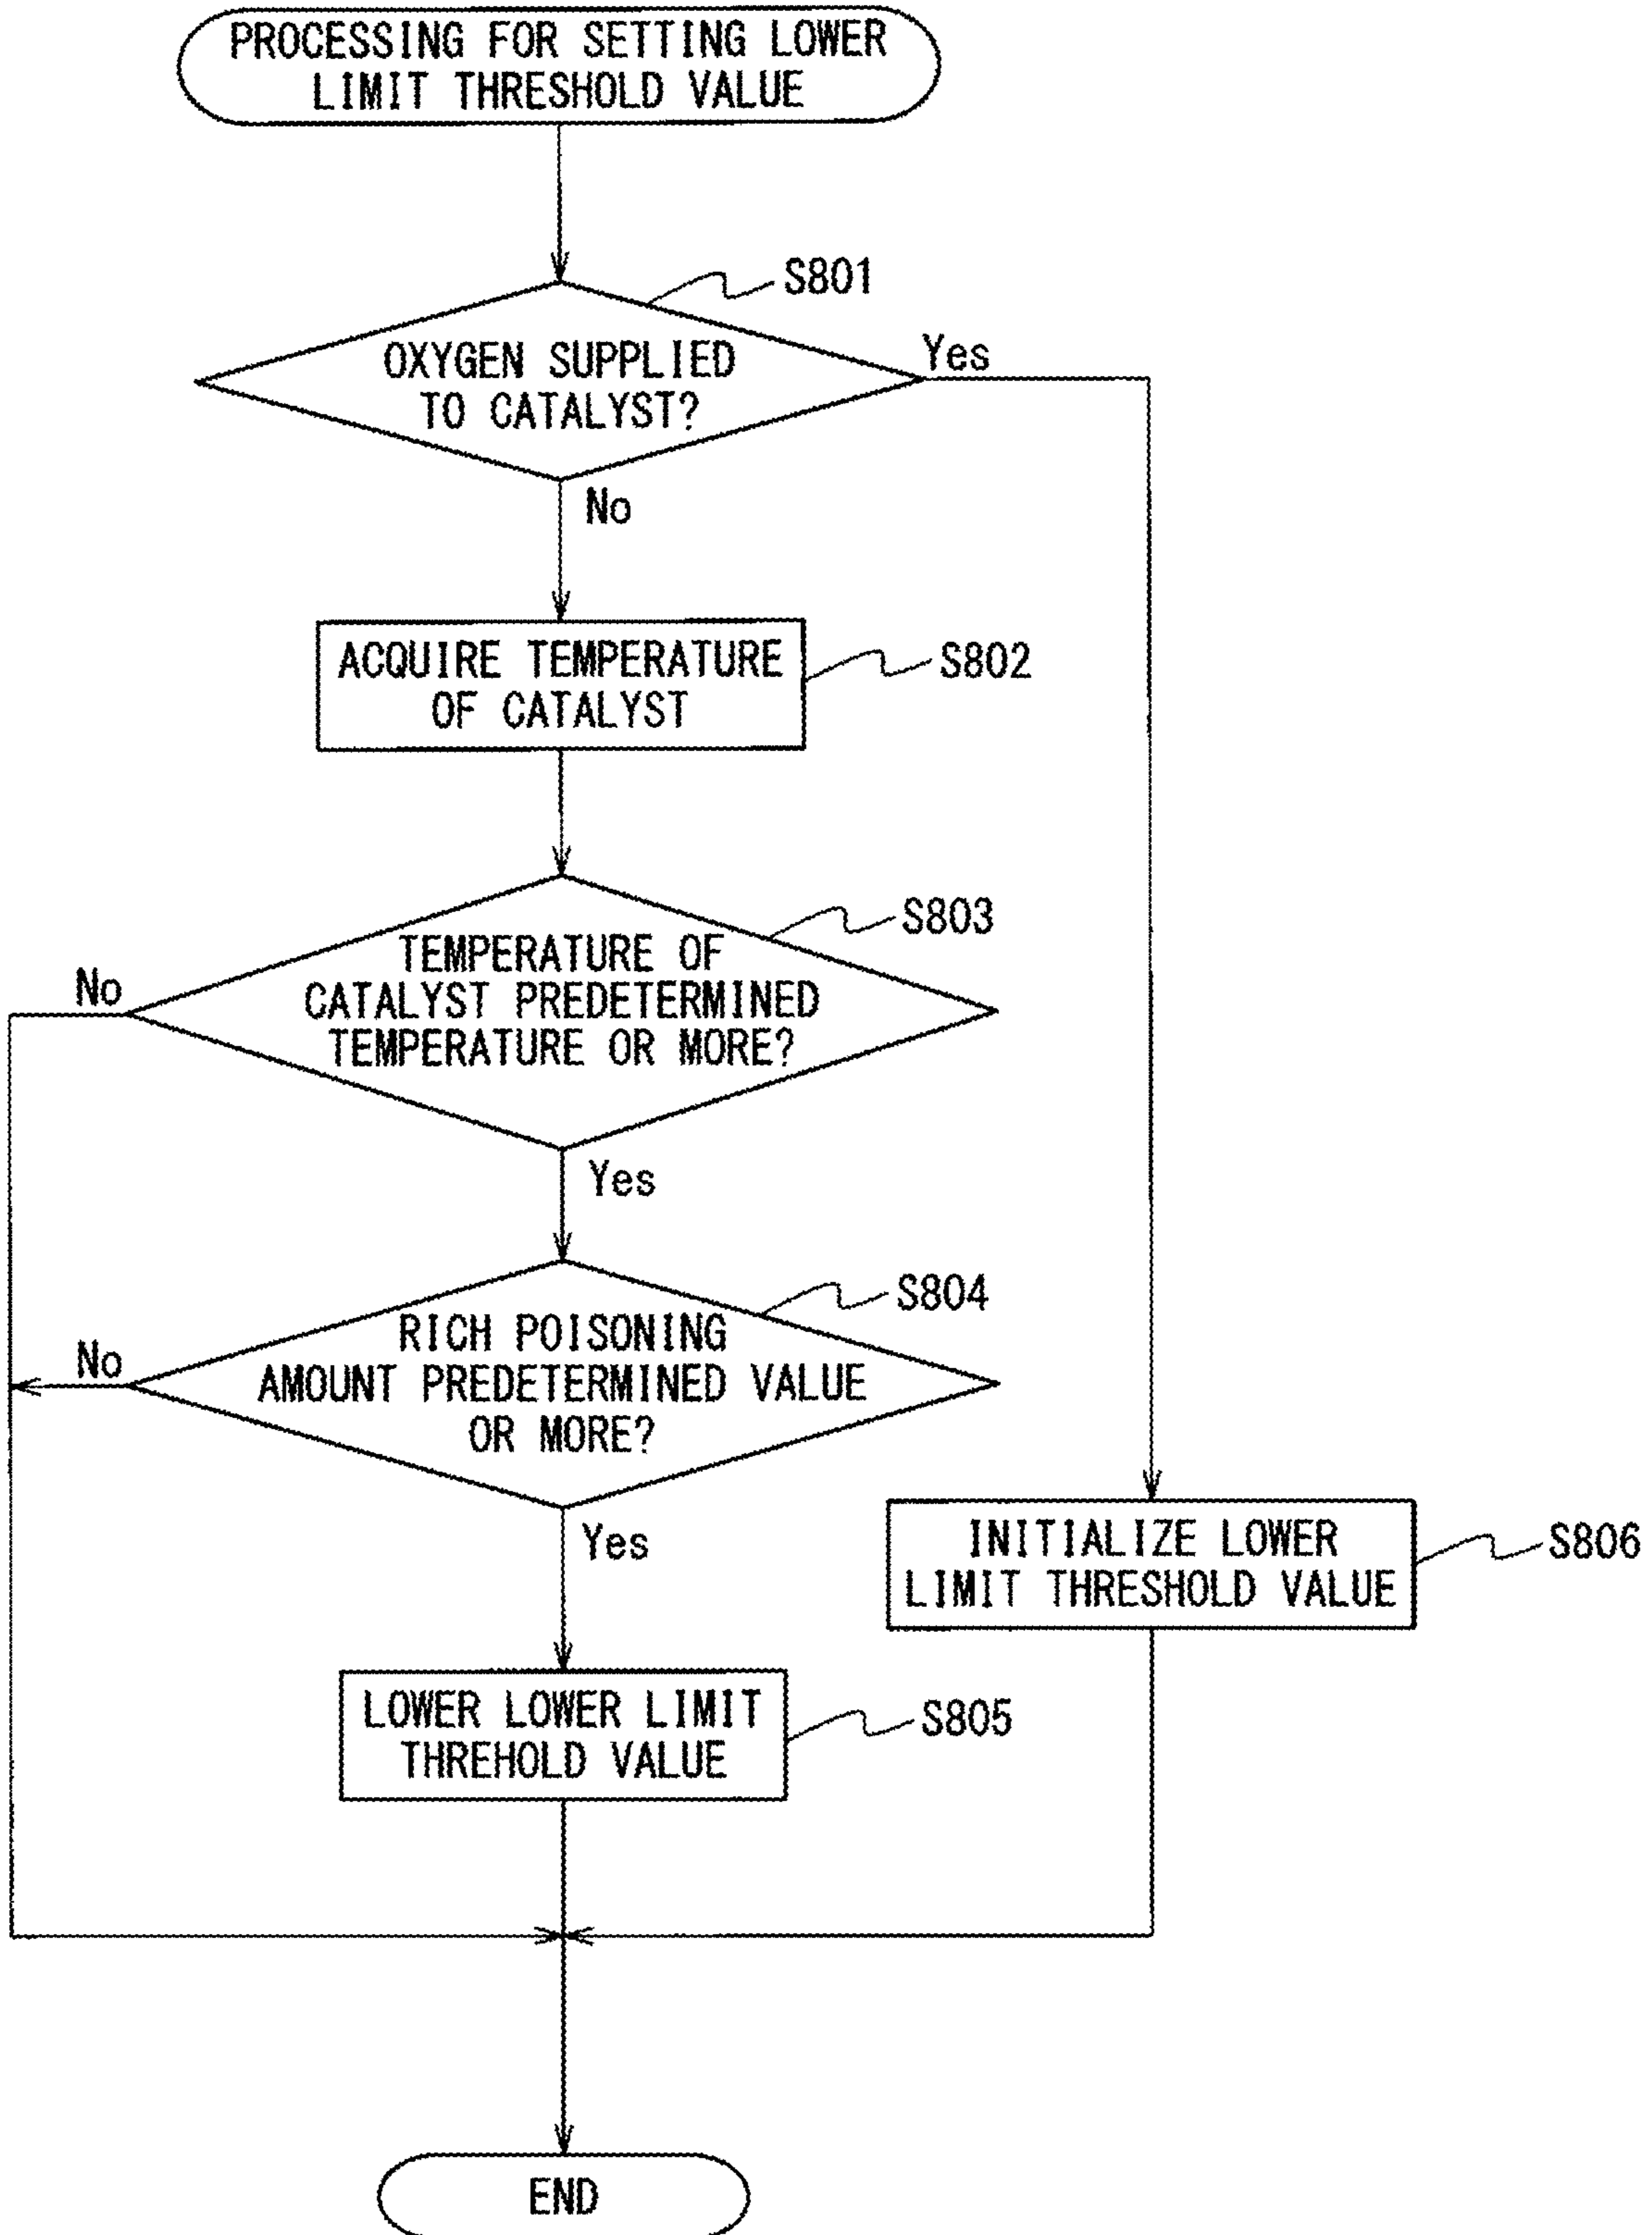 PROCESSING FOR SETTING LOWER
LIMIT THRESHOLD VALUE
S801
OXYGEN SUPPLIED
TO CATALYST?
Yes
No
ACQUIRE TEMPERATURE
OF CATALYST
S802
S803
TEMPERATURE OF
CATALYST PREDETERMINED
TEMPERATURE OR MORE?
No
Yes
S804
RICH POISONING
AMOUNT PREDETERMINED VALUE
OR MORE?
No
Yes
INITIALIZE LOWER
LIMIT THRESHOLD VALUE
S806
LOWER LOWER LIMIT
THREHOLD VALUE
S805
END